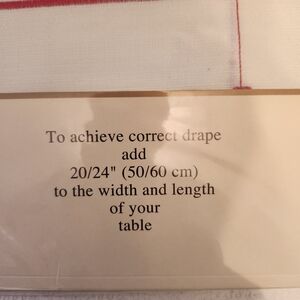 To achieve correct drape
add
20/24" (50/60 cm)
to the width and length
of your
table